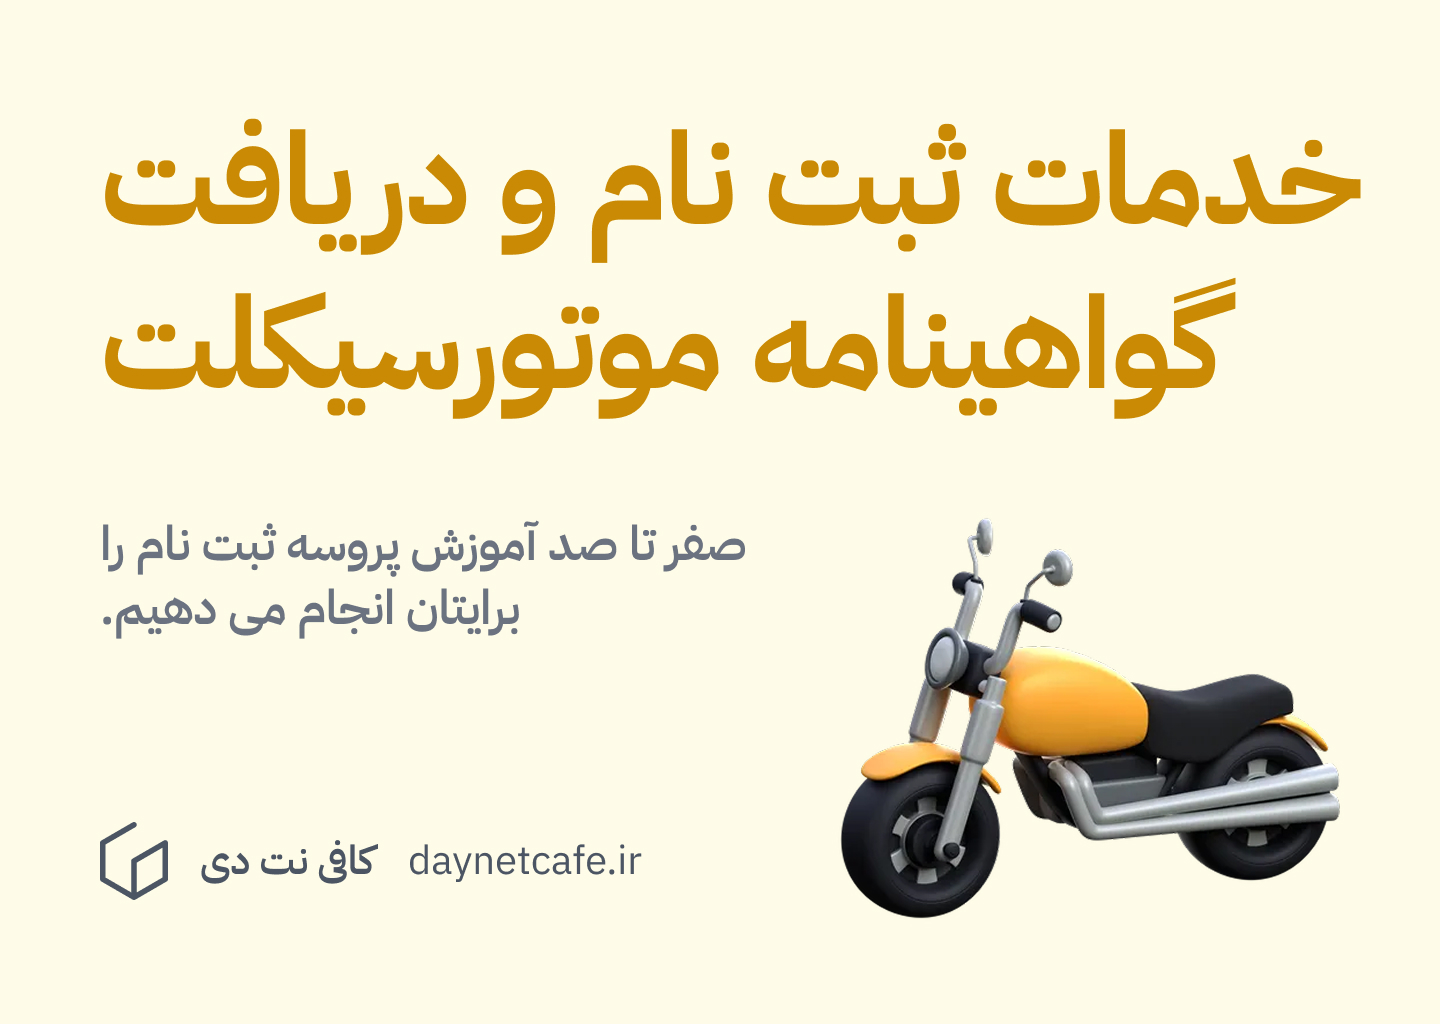 خدمات ثبت نام و دریافت
گواهینامه موتورسیکلت
صفر تا صد آموزش پروسه ثبت نام را
برایتان انجام می دهیم.
کافی نت دی daynetcafe.ir